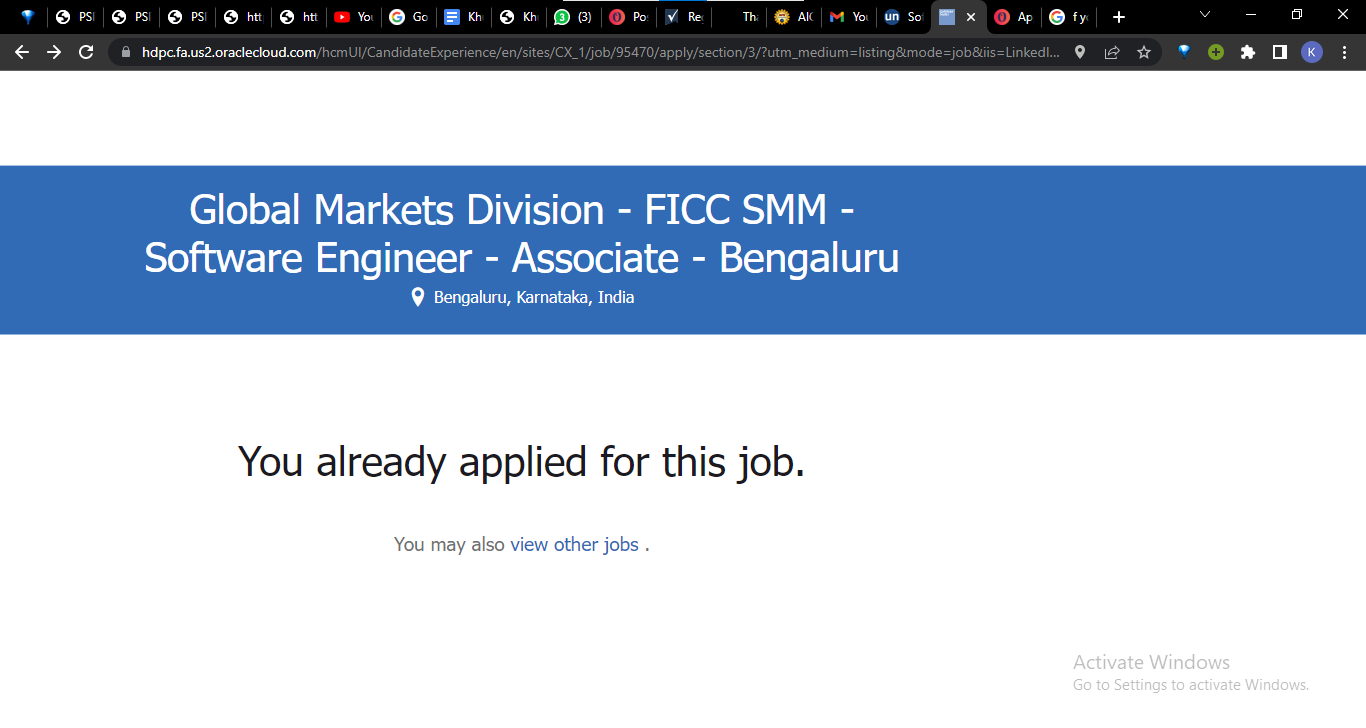 PSI
PSI
PSI
htt
htt
You
Go
Kh
Kh
(3)
Po
Re
Th
AIC
You
un
So
Ap
f y
hdpc.fa.us2.oraclecloud.com/hcmUI/CandidateExperience/en/sites/CX_1/job/95470/apply/section/3/?utm_medium=listing&mode=job&iis=LinkedI...
K
Global Markets Division - FICC SMM -
Software Engineer - Associate - Bengaluru
Bengaluru, Karnataka, India
You already applied for this job.
You may also view other jobs .
Activate Windows
Go to Settings to activate Windows.